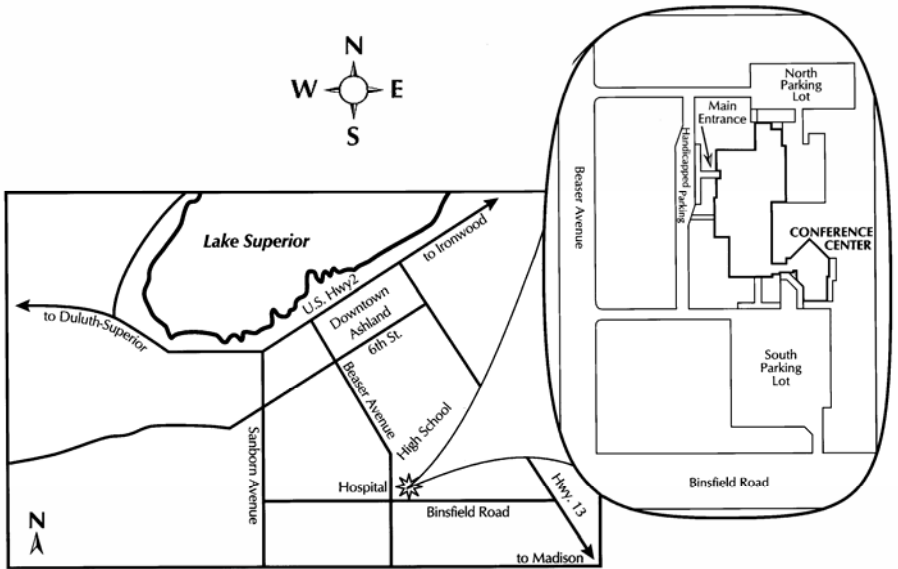 N
W E
S
Lake Superior
to Ironwood
U.S. Hwy2
to Duluth-Superior
Downtown
Ashland
6th St.
Beaser Avenue
High School
Sanborn Avenue
Hospital
Binsfield Road
Hwy. 13
to Madison
N
North
Parking
Lot
Main
Entrance
Handicapped Parking
Beaser Avenue
CONFERENCE
CENTER
South
Parking
Lot
Binsfield Road